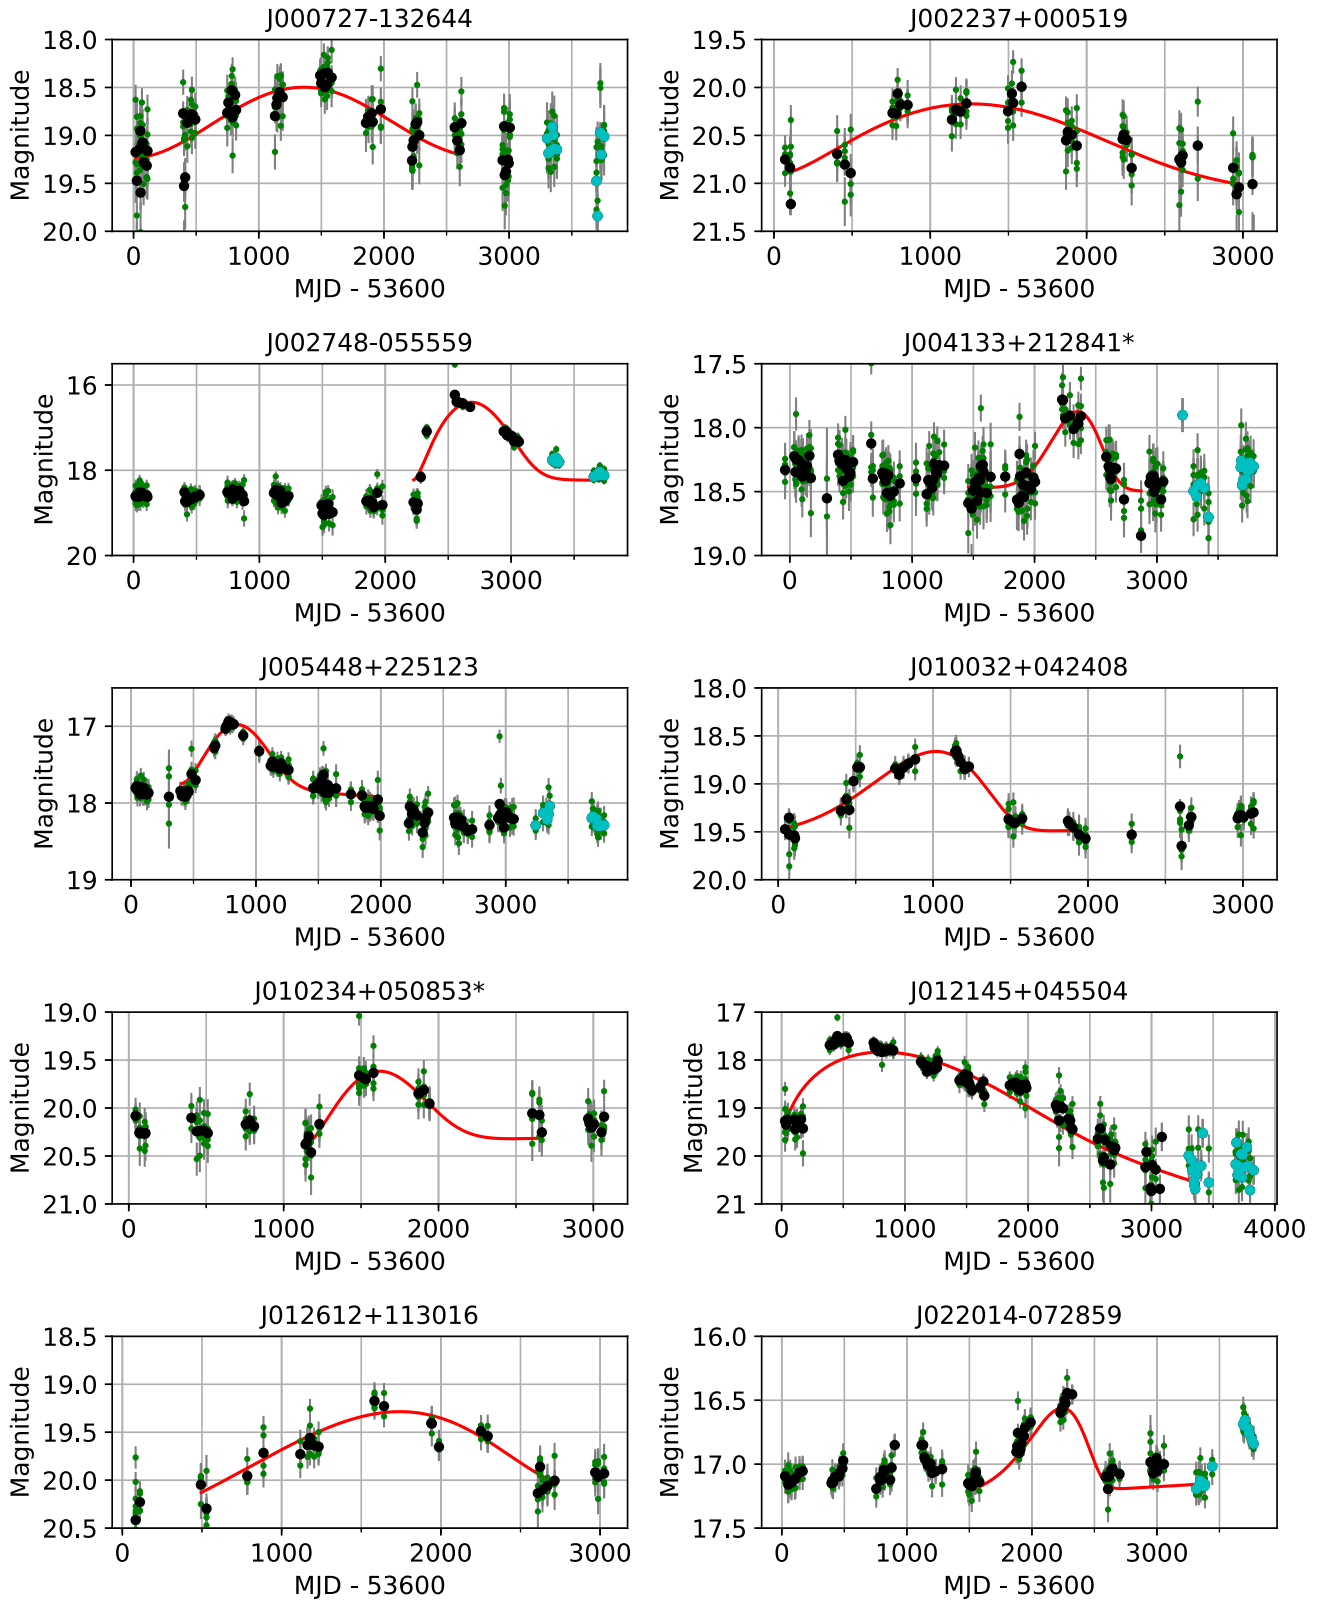 J000727-132644
18.0
18.5
19.0
19.5
20.0
Magnitude
0 1000 2000 3000
MJD - 53600
J002237+000519
19.5
20.0
20.5
21.0
21.5
Magnitude
0 1000 2000 3000
MJD - 53600
J002748-055559
16
18
20
Magnitude
0 1000 2000 3000
MJD - 53600
J004133+212841*
17.5
18.0
18.5
19.0
Magnitude
0 1000 2000 3000
MJD - 53600
J005448+225123
17
18
19
Magnitude
0 1000 2000 3000
MJD - 53600
J010032+042408
18.0
18.5
19.0
19.5
20.0
Magnitude
0 1000 2000 3000
MJD - 53600
J010234+050853*
19.0
19.5
20.0
20.5
21.0
Magnitude
0 1000 2000 3000
MJD - 53600
J012145+045504
17
18
19
20
21
Magnitude
0 1000 2000 3000 4000
MJD - 53600
J012612+113016
18.5
19.0
19.5
20.0
20.5
Magnitude
0 1000 2000 3000
MJD - 53600
J022014-072859
16.0
16.5
17.0
17.5
Magnitude
0 1000 2000 3000
MJD - 53600